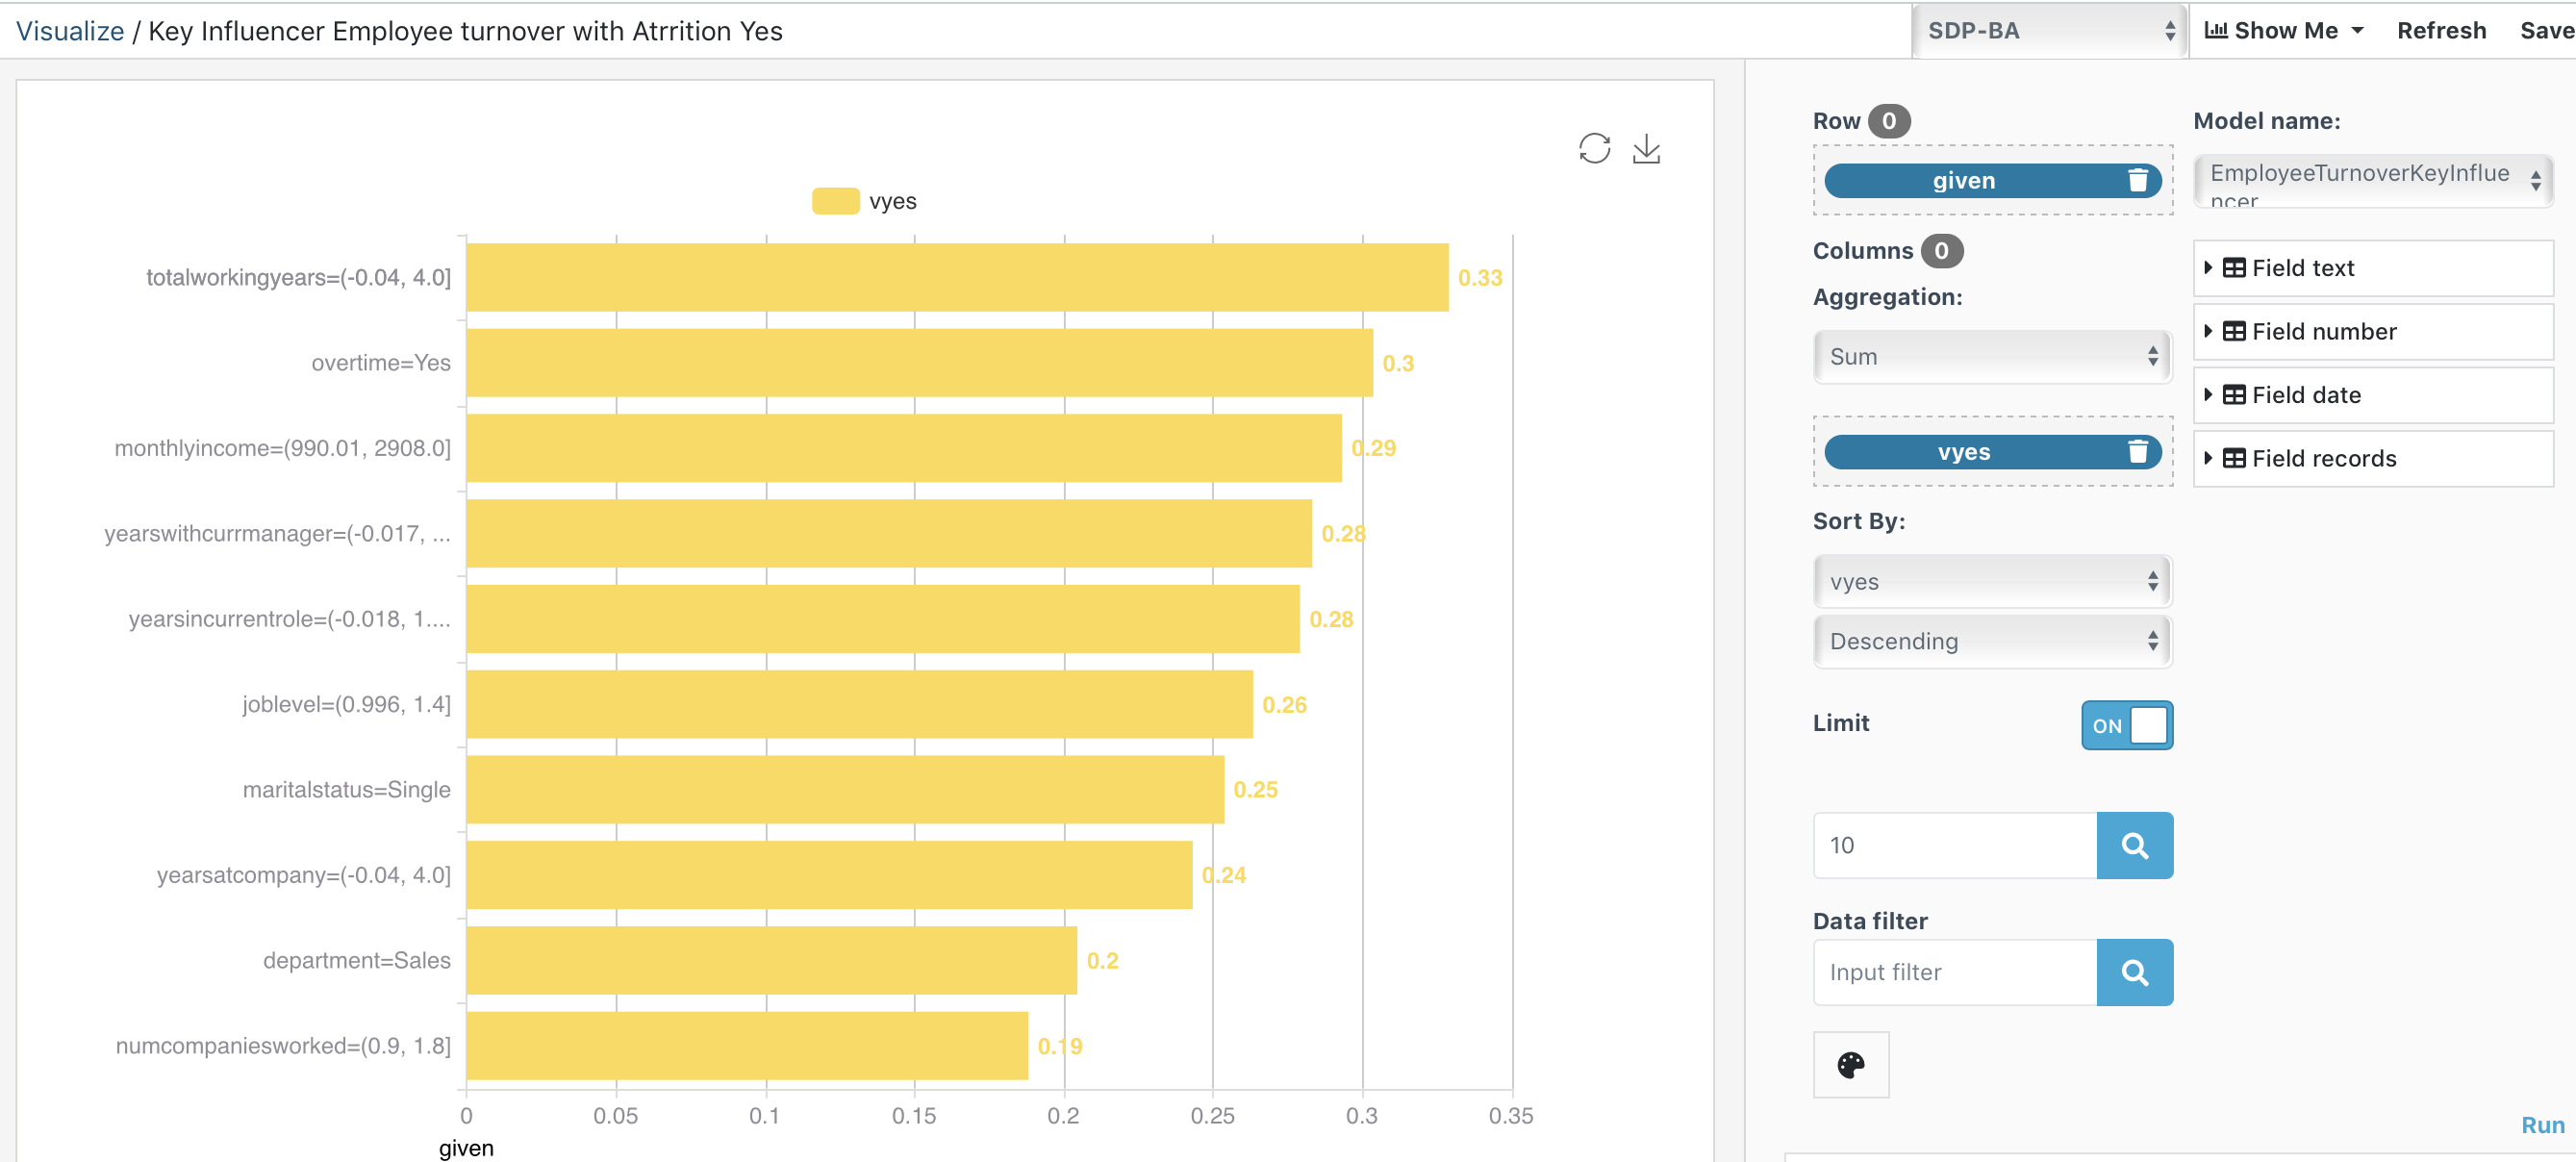 Visualize / Key Influencer Employee turnover with Atrrition Yes
SDP-BA
Show Me
Refresh
Save
vyes
totalworkingyears=(-0.04, 4.0]
0.33
overtime=Yes
0.3
monthlyincome=(990.01, 2908.0]
0.29
yearswithcurrmanager=(-0.017, ...
0.28
yearsincurrentrole=(-0.018, 1....
0.28
joblevel=(0.996, 1.4]
0.26
maritalstatus=Single
0.25
yearsatcompany=(-0.04, 4.0]
0.24
department=Sales
0.2
numcompaniesworked=(0.9, 1.8]
0.19
0 0.05 0.1 0.15 0.2 0.25 0.3 0.35
given
Row 0
given
Columns 0
Aggregation:
Sum
vyes
Sort By:
vyes
Descending
Limit
ON
10
Data filter
Input filter
Model name:
EmployeeTurnoverKeyInflue
ncer
Field text
Field number
Field date
Field records
Run